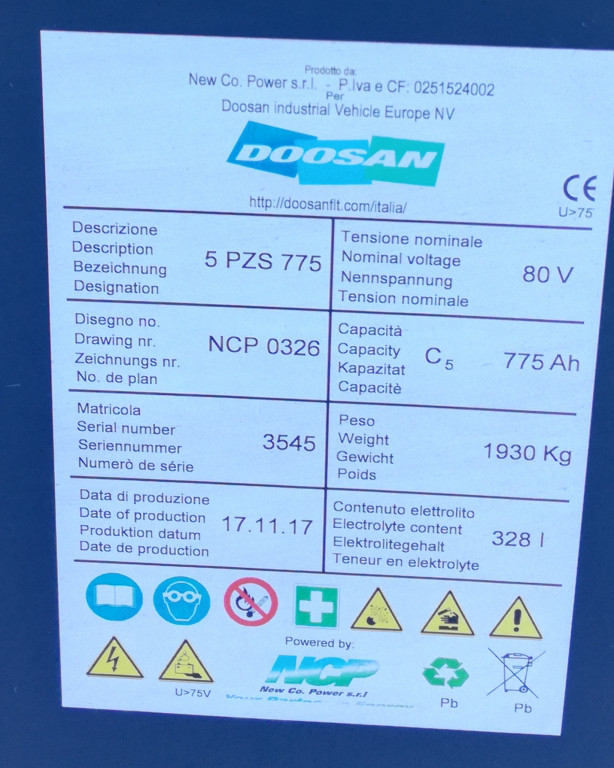 Prodotto da:
New Co. Power s.r.l. - P.Iva e CF: 0251524002
Per
Doosan industrial Vehicle Europe NV
DOOSAN
http://doosanflt.com/italia/
CE
U>75
Descrizione
Description
Bezeichnung
Designation
5 PZS 775
Tensione nominale
Nominal voltage
Nennspannung
Tension nominale
80 V
Disegno no.
Drawing nr.
Zeichnungs nr.
No. de plan
NCP 0326
Capacità
Capacity
Kapazitat
Capacitè
C5
775 Ah
Matricola
Serial number
Seriennummer
Numerò de série
3545
Peso
Weight
Gewicht
Poids
1930 Kg
Data di produzione
Date of production
Produktion datum
Date de production
17.11.17
Contenuto elettrolito
Electrolyte content
Elektrolitegehalt
Teneur en elektrolyte
328 l
Powered by:
NCP
New Co. Power s.r.l
U>75V
Pb
Pb